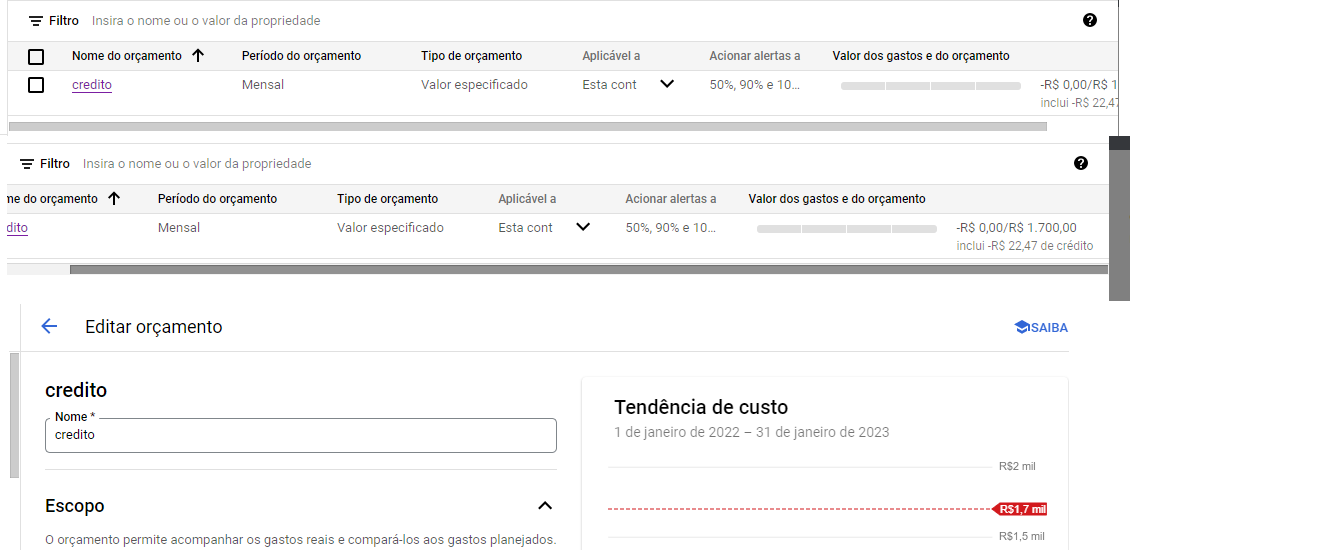 Filtro Insira o nome ou o valor da propriedade
Nome do orçamento Período do orçamento Tipo de orçamento Aplicável a Acionar alertas a Valor dos gastos e do orçamento
credito Mensal Valor especificado Esta cont 50%, 90% e 10... -R$ 0,00/R$ 1
inclui -R$ 22,47
Filtro Insira o nome ou o valor da propriedade
me do orçamento Período do orçamento Tipo de orçamento Aplicável a Acionar alertas a Valor dos gastos e do orçamento
dito Mensal Valor especificado Esta cont 50%, 90% e 10... -R$ 0,00/R$ 1.700,00
inclui -R$ 22,47 de crédito
Editar orçamento SAIBA
credito
Nome *
credito
Escopo
O orçamento permite acompanhar os gastos reais e compará-los aos gastos planejados.
Tendência de custo
1 de janeiro de 2022 – 31 de janeiro de 2023
R$2 mil
R$1,7 mil
R$1,5 mil